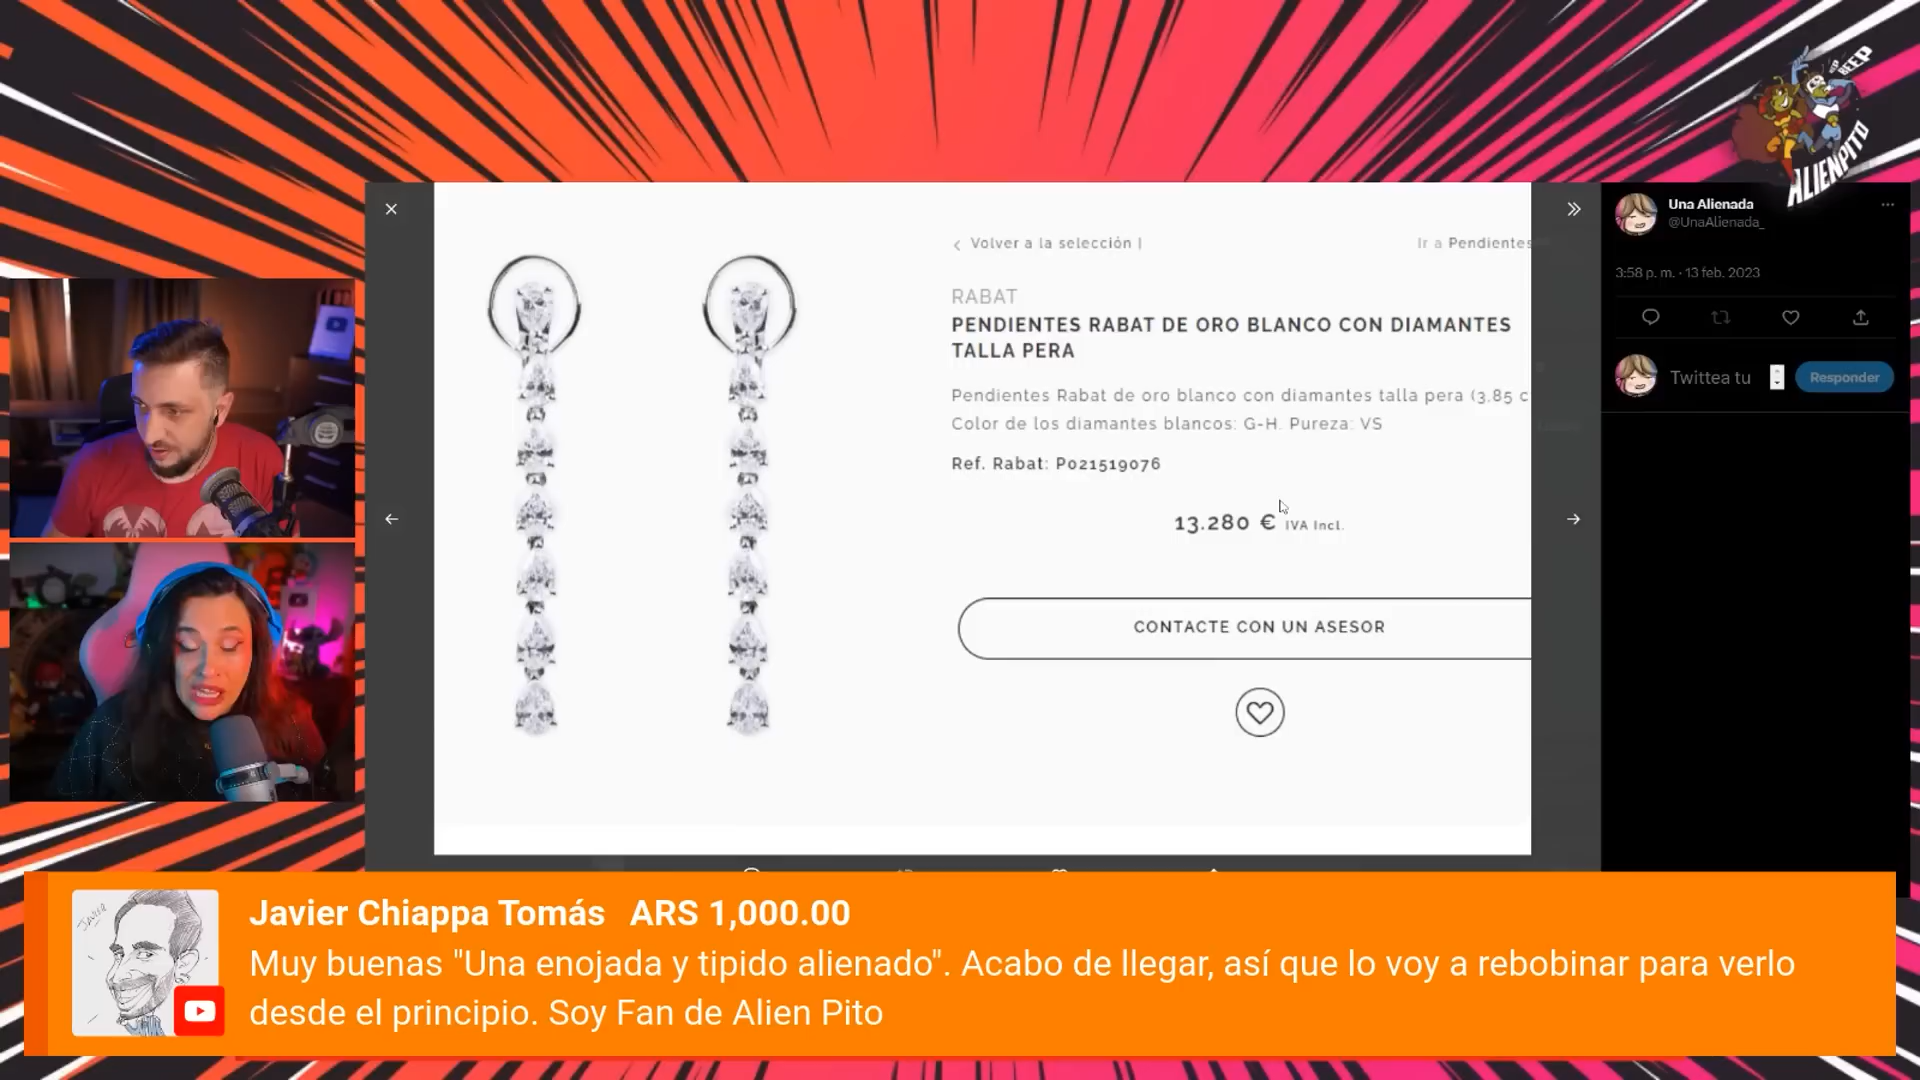 BEEP BEEP
ALIENPITO
Volver a la selección |
Ir a Pendientes
RABAT
PENDIENTES RABAT DE ORO BLANCO CON DIAMANTES
TALLA PERA
Pendientes Rabat de oro blanco con diamantes talla pera (3,85 c
Color de los diamantes blancos: G-H. Pureza: VS
Ref. Rabat: P021519076
13.280 € IVA Incl.
CONTACTE CON UN ASESOR
Una Alienada
@UnaAlienada_
3:58 p. m. · 13 feb. 2023
Twittea tu
Responder
Javier Chiappa Tomás ARS 1,000.00
Muy buenas "Una enojada y tipido alienado". Acabo de llegar, así que lo voy a rebobinar para verlo
desde el principio. Soy Fan de Alien Pito